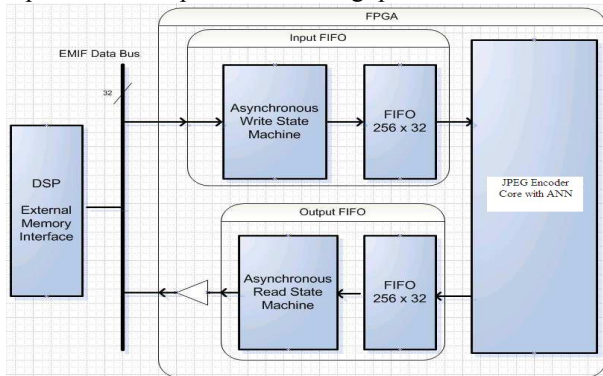 FPGA
Input FIFO
EMIF Data Bus
32
Asynchronous
Write State
Machine
FIFO
256 x 32
JPEG Encoder
Core with ANN
DSP
External
Memory
Interface
Output FIFO
Asynchronous
Read State
Machine
FIFO
256 x 32